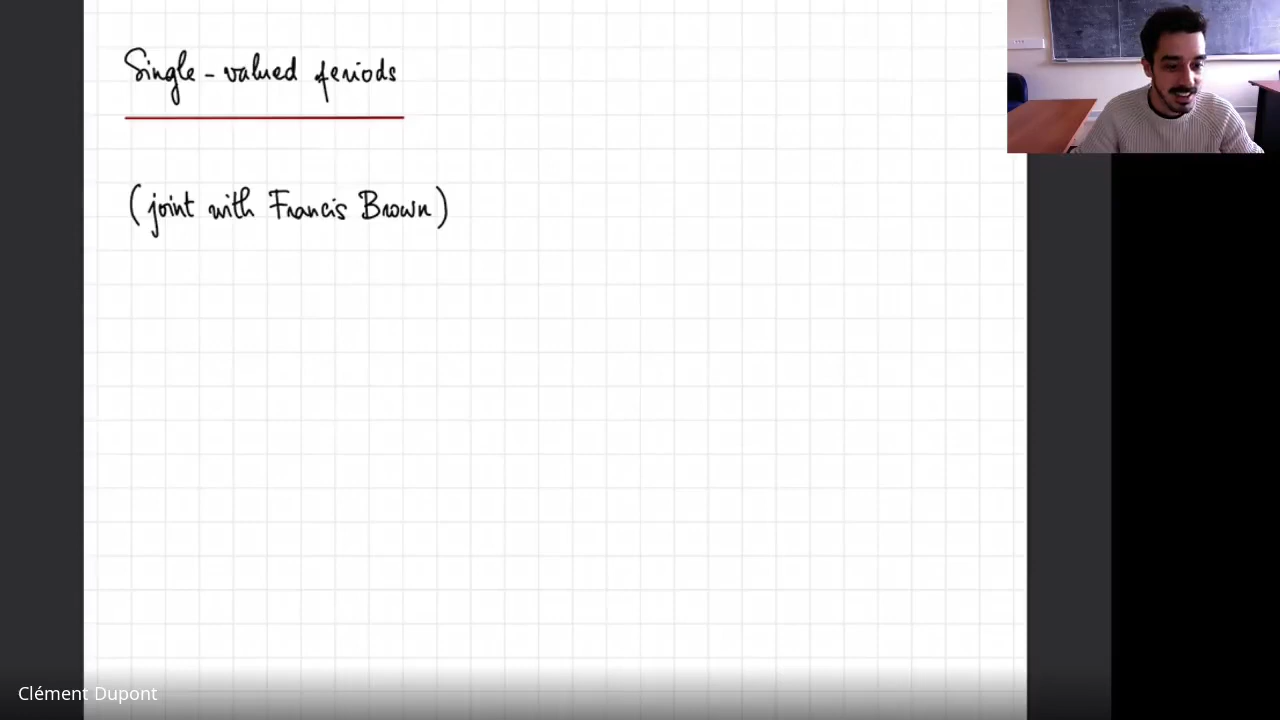 Single-valued periods
(joint with Francis Brown)
Clément Dupont